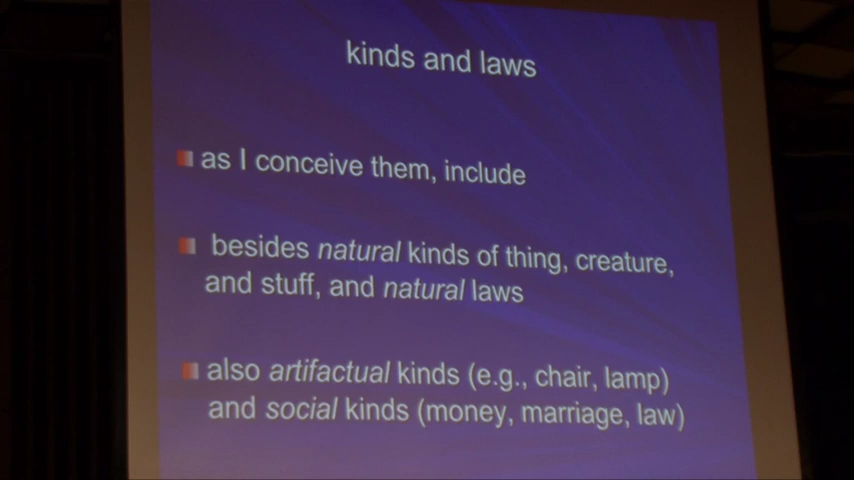 kinds and laws
as I conceive them, include
besides natural kinds of thing, creature,
and stuff, and natural laws
also artifactual kinds (e.g., chair, lamp)
and social kinds (money, marriage, law)